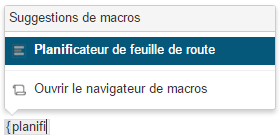 Suggestions de macros
Planificateur de feuille de route
Ouvrir le navigateur de macros
{planifi